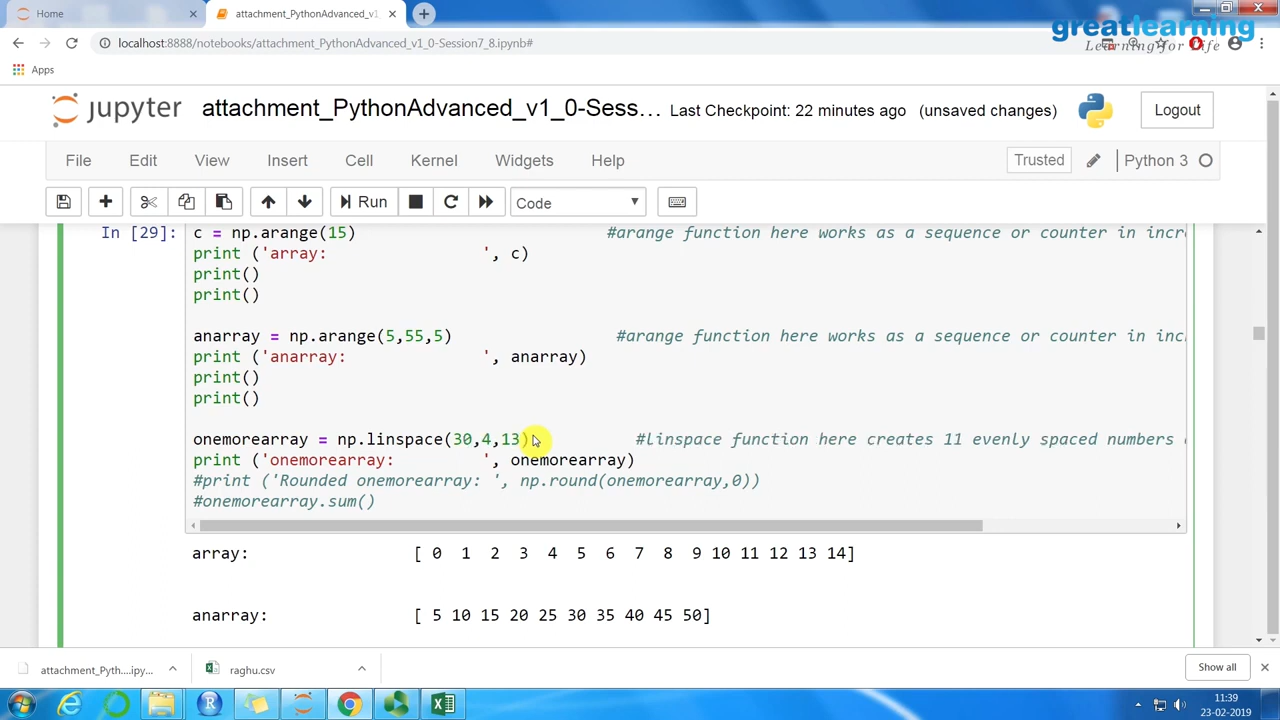 Home
attachment_PythonAdvanced_v1_
greatlearning
Learning for Life
localhost:8888/notebooks/attachment_PythonAdvanced_v1_0-Session7_8.ipynb#
Apps
jupyter attachment_PythonAdvanced_v1_0-Sess... Last Checkpoint: 22 minutes ago (unsaved changes) Logout
File Edit View Insert Cell Kernel Widgets Help Trusted Python 3
Run Code
In [29]: c = np.arange(15) #arange function here works as a sequence or counter in incr
print ('array: ', c)
print()
print()
anarray = np.arange(5,55,5) #arange function here works as a sequence or counter in inc
print ('anarray: ', anarray)
print()
print()
onemorearray = np.linspace(30,4,13) #linspace function here creates 11 evenly spaced numbers
print ('onemorearray: ', onemorearray)
#print ('Rounded onemorearray: ', np.round(onemorearray,0))
#onemorearray.sum()
array: [ 0 1 2 3 4 5 6 7 8 9 10 11 12 13 14]
anarray: [ 5 10 15 20 25 30 35 40 45 50]
attachment_Pyth....ipy...
raghu.csv
Show all
11:39
23-02-2019